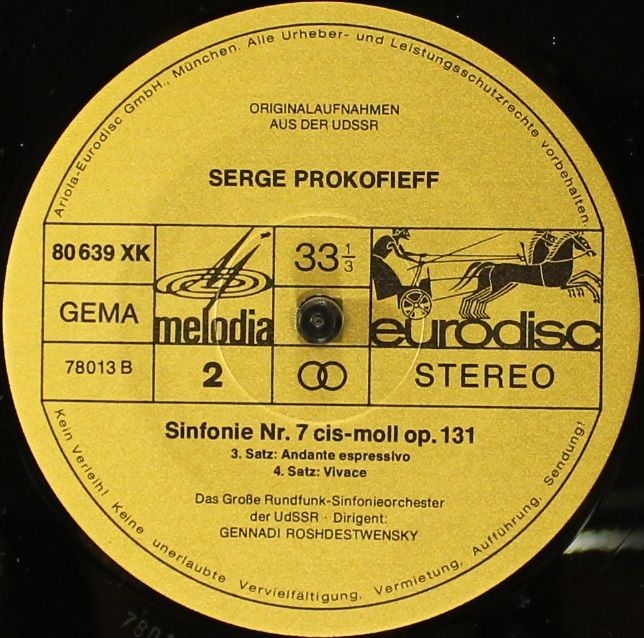 Ariola-Eurodisc GmbH., München. Alle Urheber- und Leistungsschutzrechte vorbehalten.
ORIGINALAUFNAHMEN
AUS DER UDSSR
SERGE PROKOFIEFF
80 639 XK
33 1/3
GEMA
melodia
eurodisc
78013 B
2
STEREO
Sinfonie Nr. 7 cis-moll op. 131
3. Satz: Andante espressivo
4. Satz: Vivace
Das Große Rundfunk-Sinfonieorchester
der UdSSR · Dirigent:
GENNADI ROSHDESTWENSKY
Kein Verleih! Keine unerlaubte Vervielfältigung, Vermietung, Aufführung, Sendung!